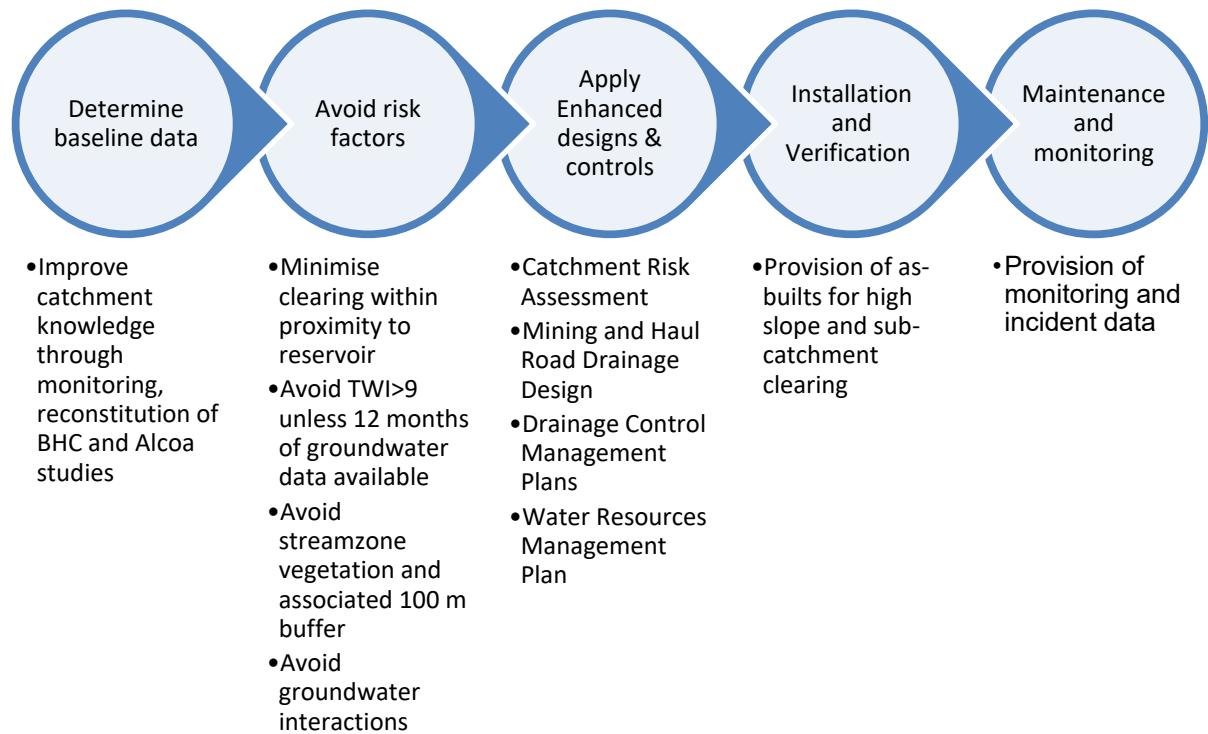 Determine
baseline data
Avoid risk
factors
Apply
Enhanced
designs &
controls
Installation
and
Verification
Maintenance
and
monitoring
•Improve
catchment
knowledge
through
monitoring,
reconstitution of
BHC and Alcoa
studies
•Minimise
clearing within
proximity to
reservoir
•Avoid TWI>9
unless 12 months
of groundwater
data available
•Avoid
streamzone
vegetation and
associated 100 m
buffer
•Avoid
groundwater
interactions
•Catchment Risk
Assessment
•Mining and Haul
Road Drainage
Design
•Drainage Control
Management
Plans
•Water Resources
Management
Plan
•Provision of as-
builts for high
slope and sub-
catchment
clearing
•Provision of
monitoring and
incident data